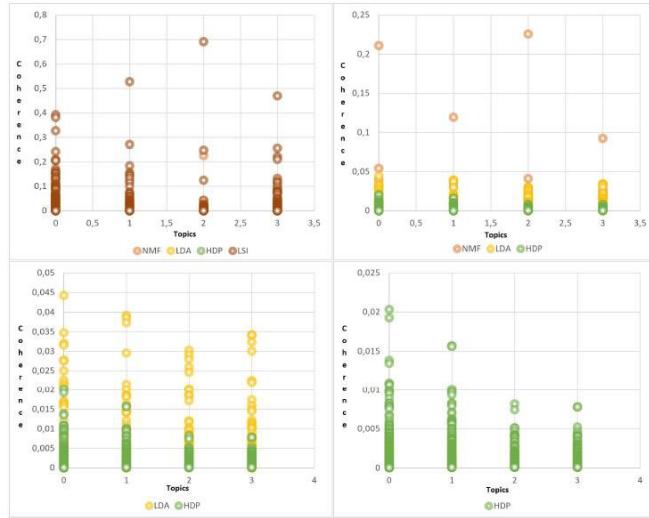 0,8
0,7
0,6
0,5
0,4
0,3
0,2
0,1
0
Coherence
0 0,5 1 1,5 2 2,5 3 3,5
Topics
NMF LDA HDP LSI
0,25
0,2
0,15
0,1
0,05
0
Coherence
0 0,5 1 1,5 2 2,5 3 3,5
Topics
NMF LDA HDP
0,05
0,045
0,04
0,035
0,03
0,025
0,02
0,015
0,01
0,005
0
Coherence
0 1 2 3 4
Topics
LDA HDP
0,025
0,02
0,015
0,01
0,005
0
Coherence
0 1 2 3 4
Topics
HDP